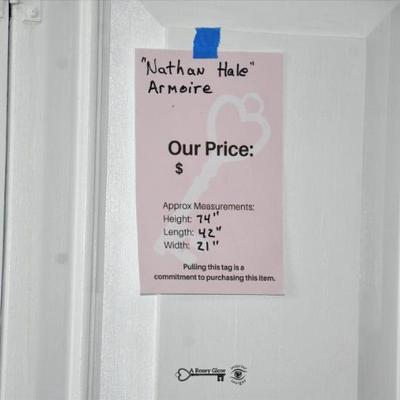 "Nathan Hale"
Armoire
Our Price:
$
Approx Measurements:
Height: 74"
Length: 42"
Width: 21"
Pulling this tag is a
commitment to purchasing this item.
A Rosey Glow